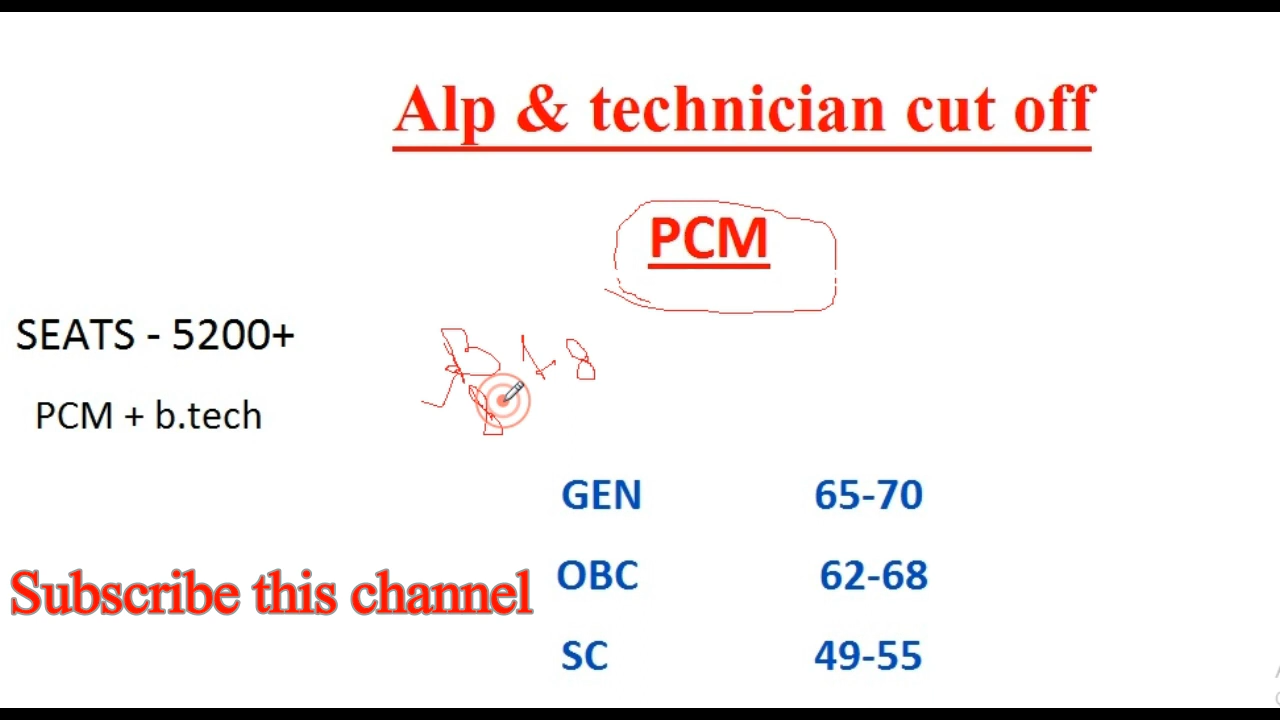 Alp & technician cut off
PCM
SEATS - 5200+
PCM + b.tech
GEN 65-70
OBC 62-68
Subscribe this channel
SC 49-55